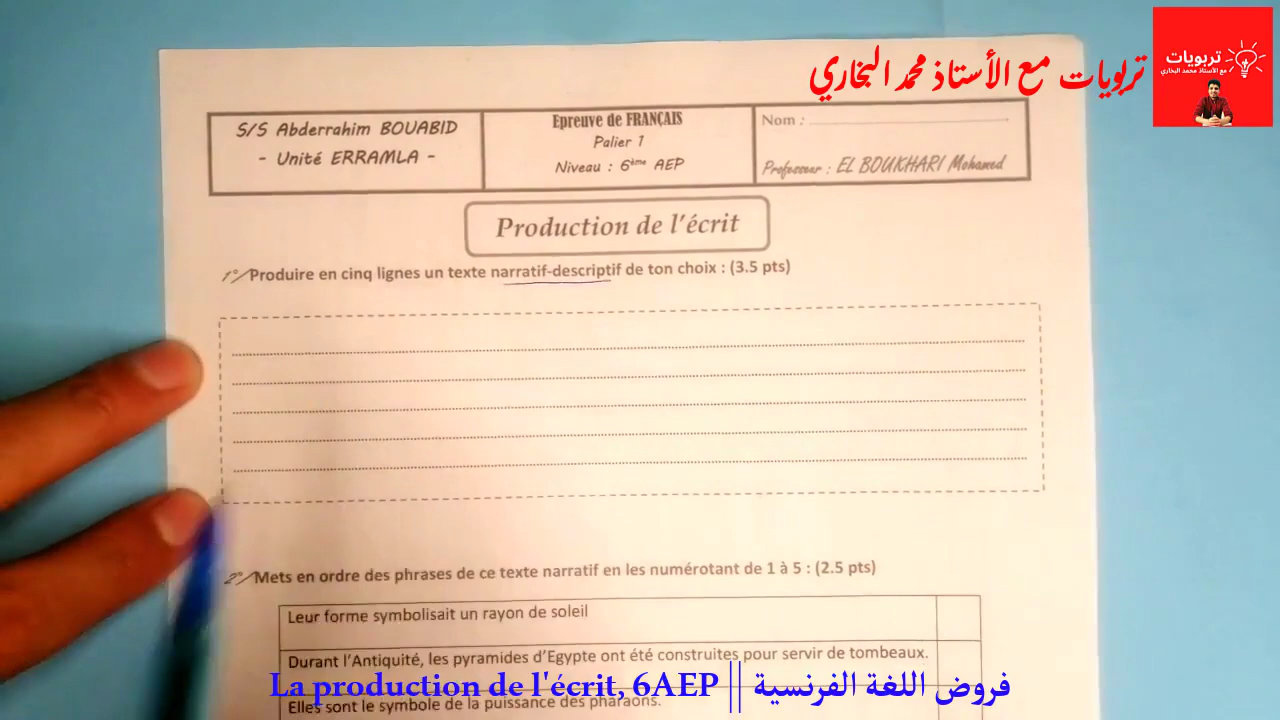 تربويات مع الأستاذ محمد البخاري
تربويات
مع الأستاذ محمد البخاري
S/S Abderrahim BOUABID
- Unité ERRAMLA -
Epreuve de FRANÇAIS
Palier 1
Niveau : 6ème AEP
Nom :
Professeur : EL BOUKHARI Mohamed
Production de l'écrit
1°/Produire en cinq lignes un texte narratif-descriptif de ton choix : (3.5 pts)
2°/Mets en ordre des phrases de ce texte narratif en les numérotant de 1 à 5 : (2.5 pts)
Leur forme symbolisait un rayon de soleil
Durant l'Antiquité, les pyramides d'Egypte ont été construites pour servir de tombeaux.
Elles sont le symbole de la puissance des pharaons.
La production de l'écrit, 6AEP || فروض اللغة الفرنسية